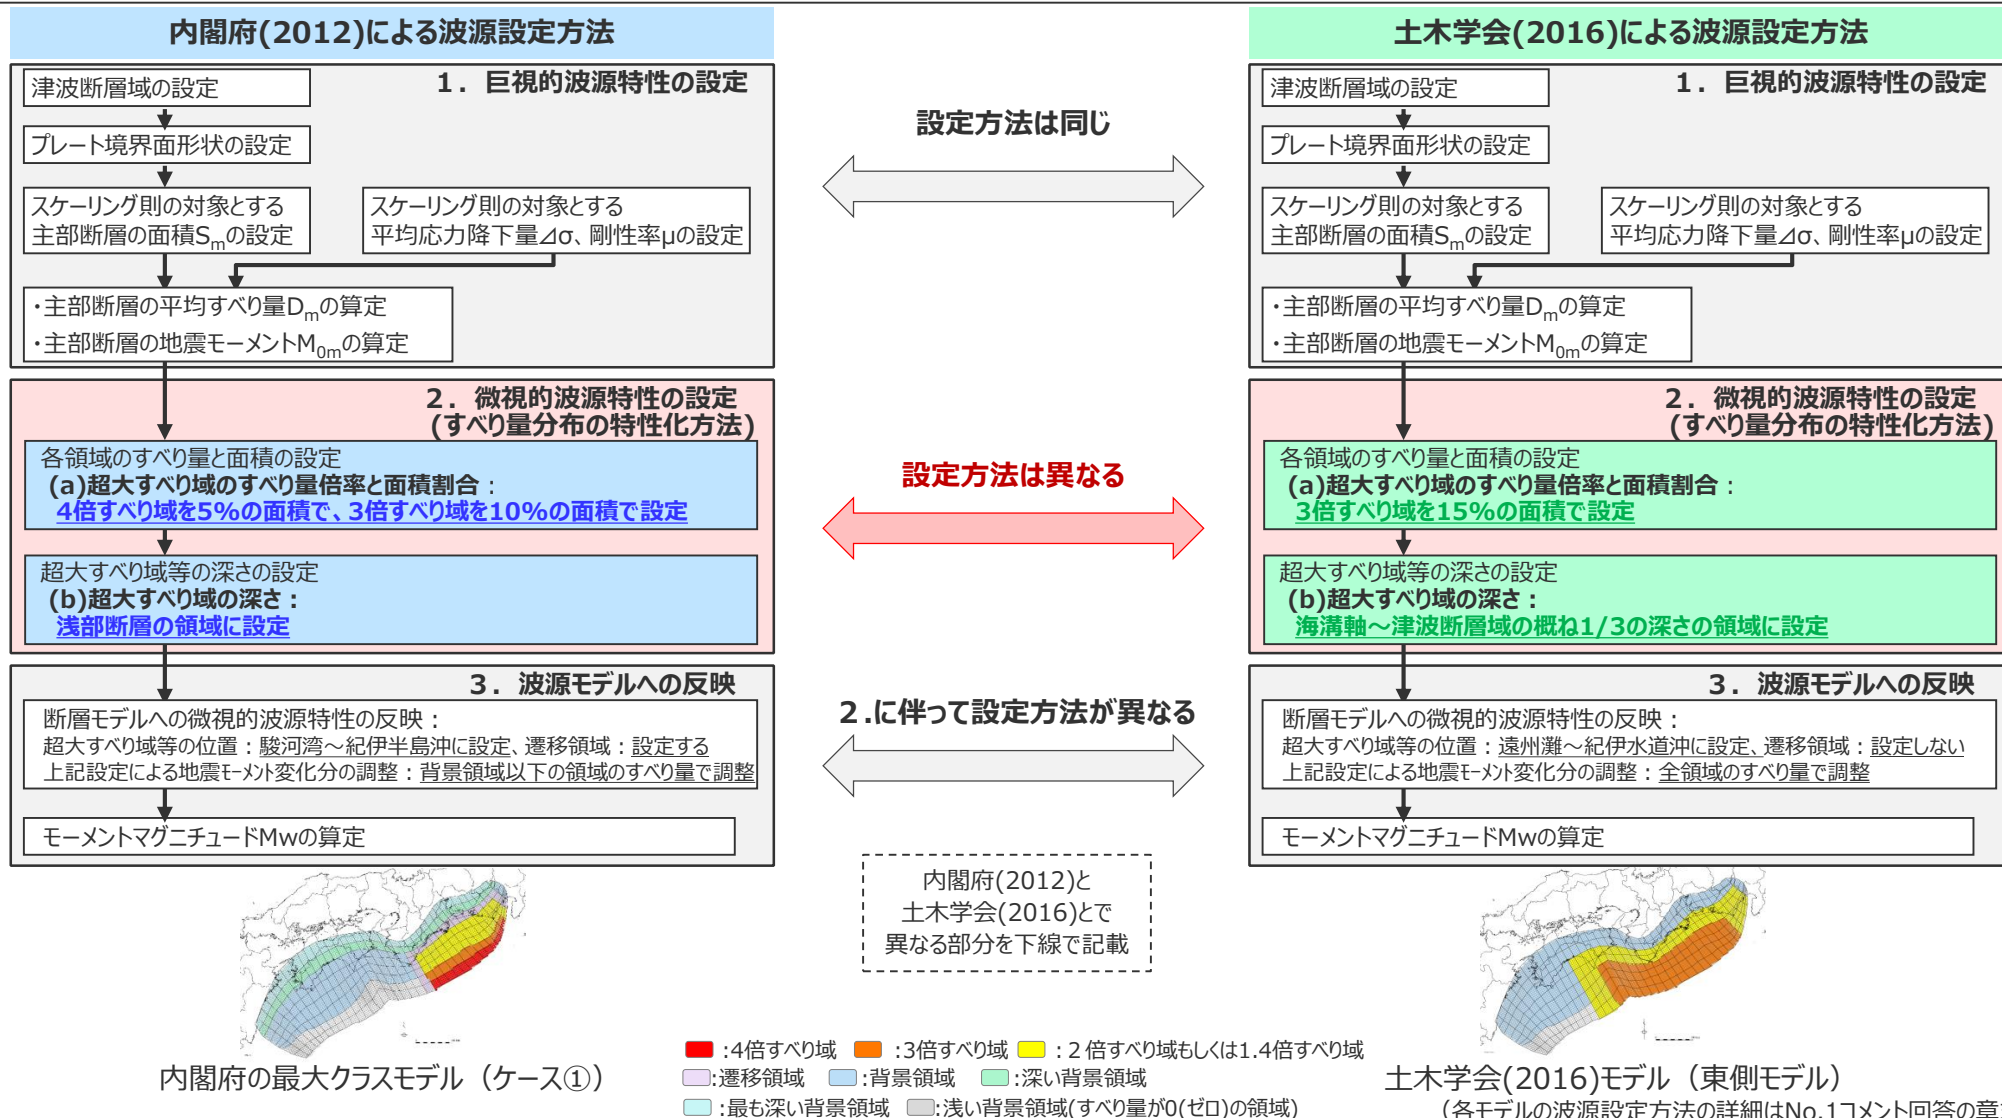 内閣府(2012)による波源設定方法
1．巨視的波源特性の設定
津波断層域の設定
プレート境界面形状の設定
スケーリング則の対象とする
主部断層の面積Smの設定
スケーリング則の対象とする
平均応力降下量⊿σ、剛性率μの設定
・主部断層の平均すべり量Dmの算定
・主部断層の地震モーメントM0mの算定
2．微視的波源特性の設定
(すべり量分布の特性化方法)
各領域のすべり量と面積の設定
(a)超大すべり域のすべり量倍率と面積割合：
4倍すべり域を5%の面積で、3倍すべり域を10%の面積で設定
超大すべり域等の深さの設定
(b)超大すべり域の深さ：
浅部断層の領域に設定
3．波源モデルへの反映
断層モデルへの微視的波源特性の反映：
超大すべり域等の位置：駿河湾～紀伊半島沖に設定、遷移領域：設定する
上記設定による地震モーメント変化分の調整：背景領域以下の領域のすべり量で調整
モーメントマグニチュードMwの算定
内閣府の最大クラスモデル（ケース①）
設定方法は同じ
設定方法は異なる
2.に伴って設定方法が異なる
内閣府(2012)と
土木学会(2016)とで
異なる部分を下線で記載
土木学会(2016)による波源設定方法
1．巨視的波源特性の設定
津波断層域の設定
プレート境界面形状の設定
スケーリング則の対象とする
主部断層の面積Smの設定
スケーリング則の対象とする
平均応力降下量⊿σ、剛性率μの設定
・主部断層の平均すべり量Dmの算定
・主部断層の地震モーメントM0mの算定
2．微視的波源特性の設定
(すべり量分布の特性化方法)
各領域のすべり量と面積の設定
(a)超大すべり域のすべり量倍率と面積割合：
3倍すべり域を15%の面積で設定
超大すべり域等の深さの設定
(b)超大すべり域の深さ：
海溝軸～津波断層域の概ね1/3の深さの領域に設定
3．波源モデルへの反映
断層モデルへの微視的波源特性の反映：
超大すべり域等の位置：遠州灘～紀伊水道沖に設定、遷移領域：設定しない
上記設定による地震モーメント変化分の調整：全領域のすべり量で調整
モーメントマグニチュードMwの算定
土木学会(2016)モデル（東側モデル）
（各モデルの波源設定方法の詳細はNo.1コメント回答の章
:4倍すべり域 :3倍すべり域 :２倍すべり域もしくは1.4倍すべり域
:遷移領域 :背景領域 :深い背景領域
:最も深い背景領域 :浅い背景領域(すべり量が0(ゼロ)の領域)